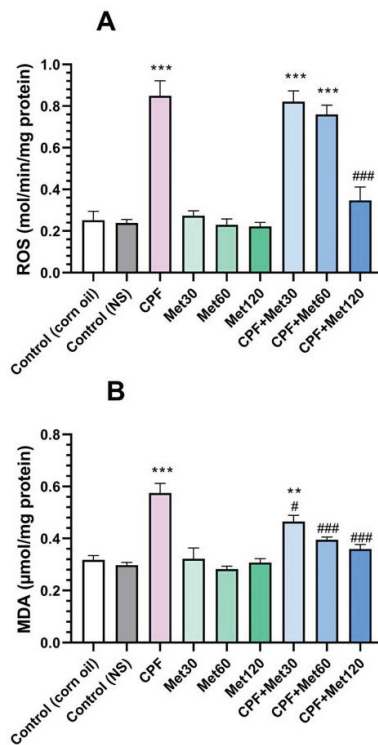 A
ROS (mol/min/mg protein)
1.0
0.8
0.6
0.4
0.2
0.0
***
***
***
###
Control (corn oil)
Control (NS)
CPF
Met30
Met60
Met120
CPF+Met30
CPF+Met60
CPF+Met120
B
MDA (µmol/mg protein)
0.8
0.6
0.4
0.2
0.0
***
**
#
###
###
Control (corn oil)
Control (NS)
CPF
Met30
Met60
Met120
CPF+Met30
CPF+Met60
CPF+Met120